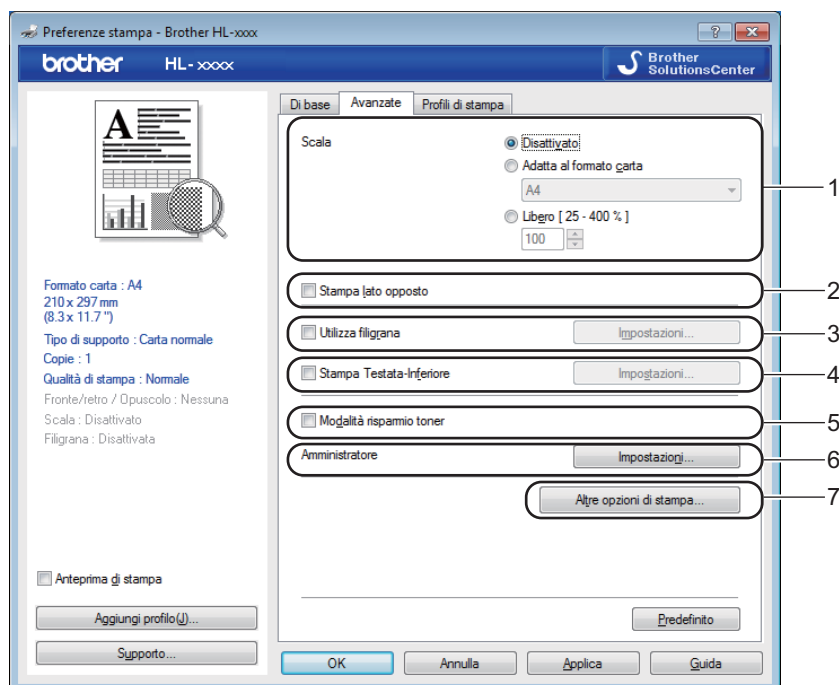 Preferenze stampa - Brother HL-xxxx
brother HL-xxxx
Brother
SolutionsCenter
Di base
Avanzate
Profili di stampa
A
Formato carta : A4
210 x 297 mm
(8.3 x 11.7 ")
Tipo di supporto : Carta normale
Copie : 1
Qualità di stampa : Normale
Fronte/retro / Opuscolo : Nessuna
Scala : Disattivato
Filigrana : Disattivata
Anteprima di stampa
Aggiungi profilo(J)...
Supporto...
Scala
Disattivato
Adatta al formato carta
A4
Libero [ 25 - 400 % ]
100
1
Stampa lato opposto
2
Utilizza filigrana Impostazioni...
3
Stampa Testata-Inferiore Impostazioni...
4
Modalità risparmio toner
5
Amministratore Impostazioni...
6
Altre opzioni di stampa...
7
Predefinito
OK
Annulla
Applica
Guida